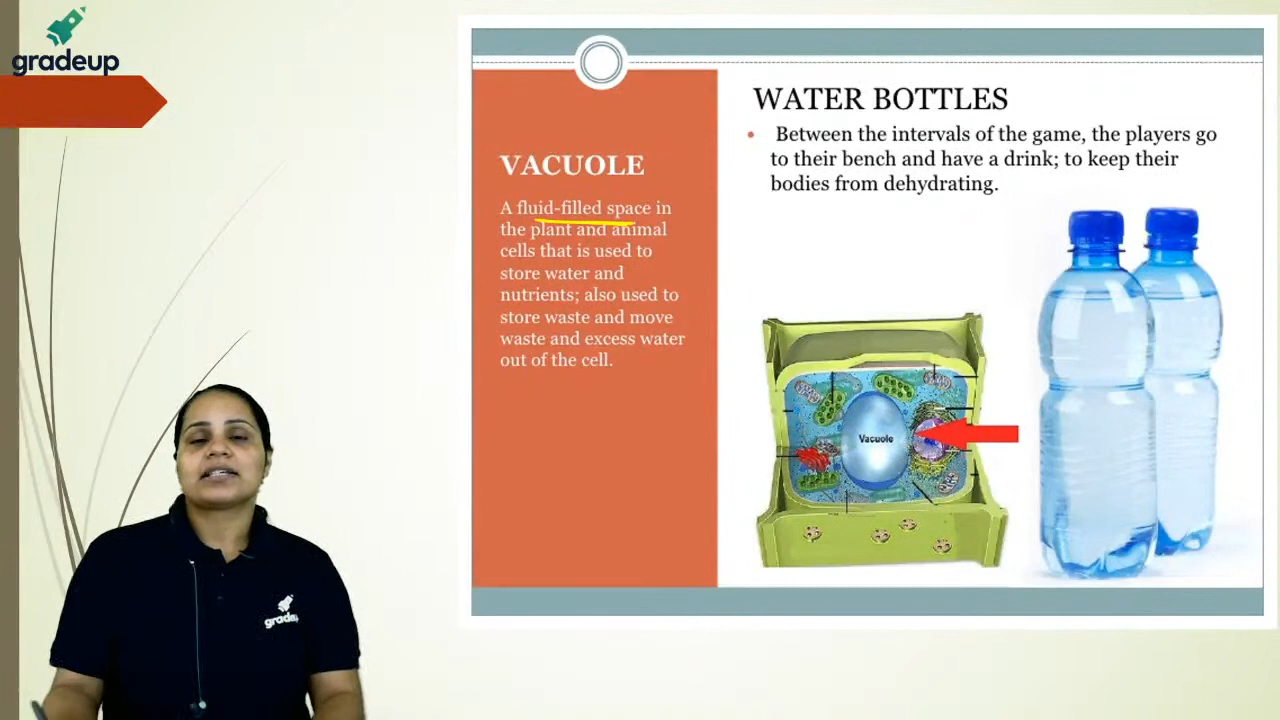 gradeup
VACUOLE
A fluid-filled space in
the plant and animal
cells that is used to
store water and
nutrients; also used to
store waste and move
waste and excess water
out of the cell.
WATER BOTTLES
• Between the intervals of the game, the players go
to their bench and have a drink; to keep their
bodies from dehydrating.
Vacuole
gradeup